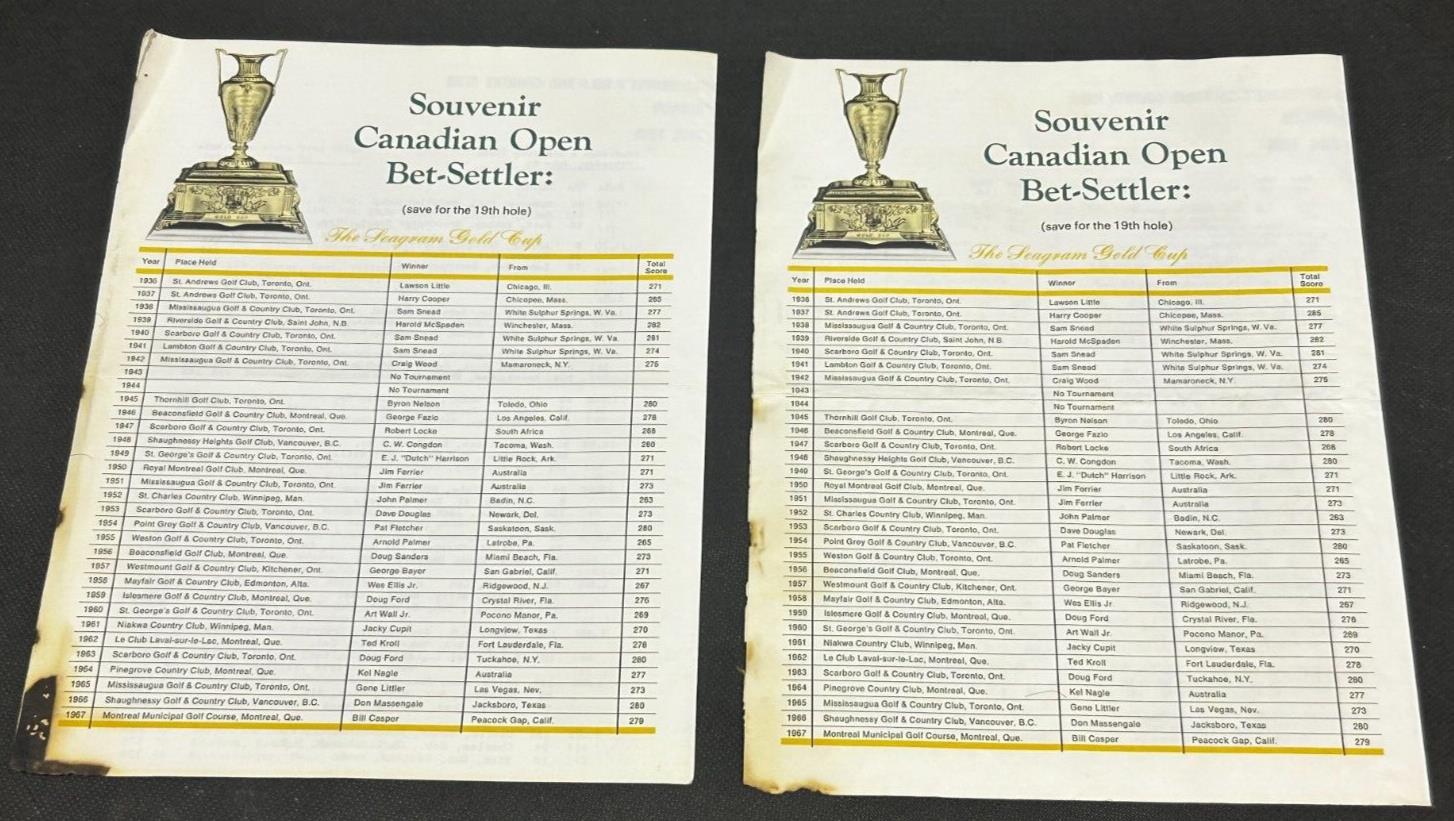 Souvenir
Canadian Open
Bet-Settler:
(save for the 19th hole)
The Seagram Gold Cup
GOLD CUP
Year Place Held Winner From Total Score
1936 St. Andrews Golf Club, Toronto, Ont. Lawson Little Chicago, Ill. 271
1937 St. Andrews Golf Club, Toronto, Ont. Harry Cooper Chicopee, Mass. 285
1938 Mississaugua Golf & Country Club, Toronto, Ont. Sam Snead White Sulphur Springs, W. Va. 277
1939 Riverside Golf & Country Club, Saint John, N.B. Harold McSpaden Winchester, Mass. 282
1940 Scarboro Golf & Country Club, Toronto, Ont. Sam Snead White Sulphur Springs, W. Va. 281
1941 Lambton Golf & Country Club, Toronto, Ont. Sam Snead White Sulphur Springs, W. Va. 274
1942 Mississaugua Golf & Country Club, Toronto, Ont. Craig Wood Mamaroneck, N.Y. 275
1943 No Tournament
1944 No Tournament
1945 Thornhill Golf Club, Toronto, Ont. Byron Nelson Toledo, Ohio 280
1946 Beaconsfield Golf & Country Club, Montreal, Que. George Fazio Los Angeles, Calif. 278
1947 Scarboro Golf & Country Club, Toronto, Ont. Robert Locke South Africa 268
1948 Shaughnessy Heights Golf Club, Vancouver, B.C. C. W. Congdon Tacoma, Wash. 280
1949 St. George's Golf & Country Club, Toronto, Ont. E. J. "Dutch" Harrison Little Rock, Ark. 271
1950 Royal Montreal Golf Club, Montreal, Que. Jim Ferrier Australia 271
1951 Mississaugua Golf & Country Club, Toronto, Ont. Jim Ferrier Australia 273
1952 St. Charles Country Club, Winnipeg, Man. John Palmer Badin, N.C. 263
1953 Scarboro Golf & Country Club, Toronto, Ont. Dave Douglas Newark, Del. 273
1954 Point Grey Golf & Country Club, Vancouver, B.C. Pat Fletcher Saskatoon, Sask. 280
1955 Weston Golf & Country Club, Toronto, Ont. Arnold Palmer Latrobe, Pa. 265
1956 Beaconsfield Golf Club, Montreal, Que. Doug Sanders Miami Beach, Fla. 273
1957 Westmount Golf & Country Club, Kitchener, Ont. George Bayer San Gabriel, Calif. 271
1958 Mayfair Golf & Country Club, Edmonton, Alta. Wes Ellis Jr. Ridgewood, N.J. 267
1959 Islesmere Golf & Country Club, Montreal, Que. Doug Ford Crystal River, Fla. 276
1960 St. George's Golf & Country Club, Toronto, Ont. Art Wall Jr. Pocono Manor, Pa. 269
1961 Niakwa Country Club, Winnipeg, Man. Jacky Cupit Longview, Texas 270
1962 Le Club Laval-sur-le-Lac, Montreal, Que. Ted Kroll Fort Lauderdale, Fla. 278
1963 Scarboro Golf & Country Club, Toronto, Ont. Doug Ford Tuckahoe, N.Y. 280
1964 Pinegrove Country Club, Montreal, Que. Kel Nagle Australia 277
1965 Mississaugua Golf & Country Club, Toronto, Ont. Gene Littler Las Vegas, Nev. 273
1966 Shaughnessy Golf & Country Club, Vancouver, B.C. Don Massengale Jacksboro, Texas 280
1967 Montreal Municipal Golf Course, Montreal, Que. Bill Casper Peacock Gap, Calif. 279
Souvenir
Canadian Open
Bet-Settler:
(save for the 19th hole)
The Seagram Gold Cup
GOLD CUP
Year Place Held Winner From Total Score
1936 St. Andrews Golf Club, Toronto, Ont. Lawson Little Chicago, Ill. 271
1937 St. Andrews Golf Club, Toronto, Ont. Harry Cooper Chicopee, Mass. 285
1938 Mississaugua Golf & Country Club, Toronto, Ont. Sam Snead White Sulphur Springs, W. Va. 277
1939 Riverside Golf & Country Club, Saint John, N.B. Harold McSpaden Winchester, Mass. 282
1940 Scarboro Golf & Country Club, Toronto, Ont. Sam Snead White Sulphur Springs, W. Va. 281
1941 Lambton Golf & Country Club, Toronto, Ont. Sam Snead White Sulphur Springs, W. Va. 274
1942 Mississaugua Golf & Country Club, Toronto, Ont. Craig Wood Mamaroneck, N.Y. 275
1943 No Tournament
1944 No Tournament
1945 Thornhill Golf Club, Toronto, Ont. Byron Nelson Toledo, Ohio 280
1946 Beaconsfield Golf & Country Club, Montreal, Que. George Fazio Los Angeles, Calif. 278
1947 Scarboro Golf & Country Club, Toronto, Ont. Robert Locke South Africa 268
1948 Shaughnessy Heights Golf Club, Vancouver, B.C. C. W. Congdon Tacoma, Wash. 280
1949 St. George's Golf & Country Club, Toronto, Ont. E. J. "Dutch" Harrison Little Rock, Ark. 271
1950 Royal Montreal Golf Club, Montreal, Que. Jim Ferrier Australia 271
1951 Mississaugua Golf & Country Club, Toronto, Ont. Jim Ferrier Australia 273
1952 St. Charles Country Club, Winnipeg, Man. John Palmer Badin, N.C. 263
1953 Scarboro Golf & Country Club, Toronto, Ont. Dave Douglas Newark, Del. 273
1954 Point Grey Golf & Country Club, Vancouver, B.C. Pat Fletcher Saskatoon, Sask. 280
1955 Weston Golf & Country Club, Toronto, Ont. Arnold Palmer Latrobe, Pa. 265
1956 Beaconsfield Golf Club, Montreal, Que. Doug Sanders Miami Beach, Fla. 273
1957 Westmount Golf & Country Club, Kitchener, Ont. George Bayer San Gabriel, Calif. 271
1958 Mayfair Golf & Country Club, Edmonton, Alta. Wes Ellis Jr. Ridgewood, N.J. 267
1959 Islesmere Golf & Country Club, Montreal, Que. Doug Ford Crystal River, Fla. 276
1960 St. George's Golf & Country Club, Toronto, Ont. Art Wall Jr. Pocono Manor, Pa. 269
1961 Niakwa Country Club, Winnipeg, Man. Jacky Cupit Longview, Texas 270
1962 Le Club Laval-sur-le-Lac, Montreal, Que. Ted Kroll Fort Lauderdale, Fla. 278
1963 Scarboro Golf & Country Club, Toronto, Ont. Doug Ford Tuckahoe, N.Y. 280
1964 Pinegrove Country Club, Montreal, Que. Kel Nagle Australia 277
1965 Mississaugua Golf & Country Club, Toronto, Ont. Gene Littler Las Vegas, Nev. 273
1966 Shaughnessy Golf & Country Club, Vancouver, B.C. Don Massengale Jacksboro, Texas 280
1967 Montreal Municipal Golf Course, Montreal, Que. Bill Casper Peacock Gap, Calif. 279